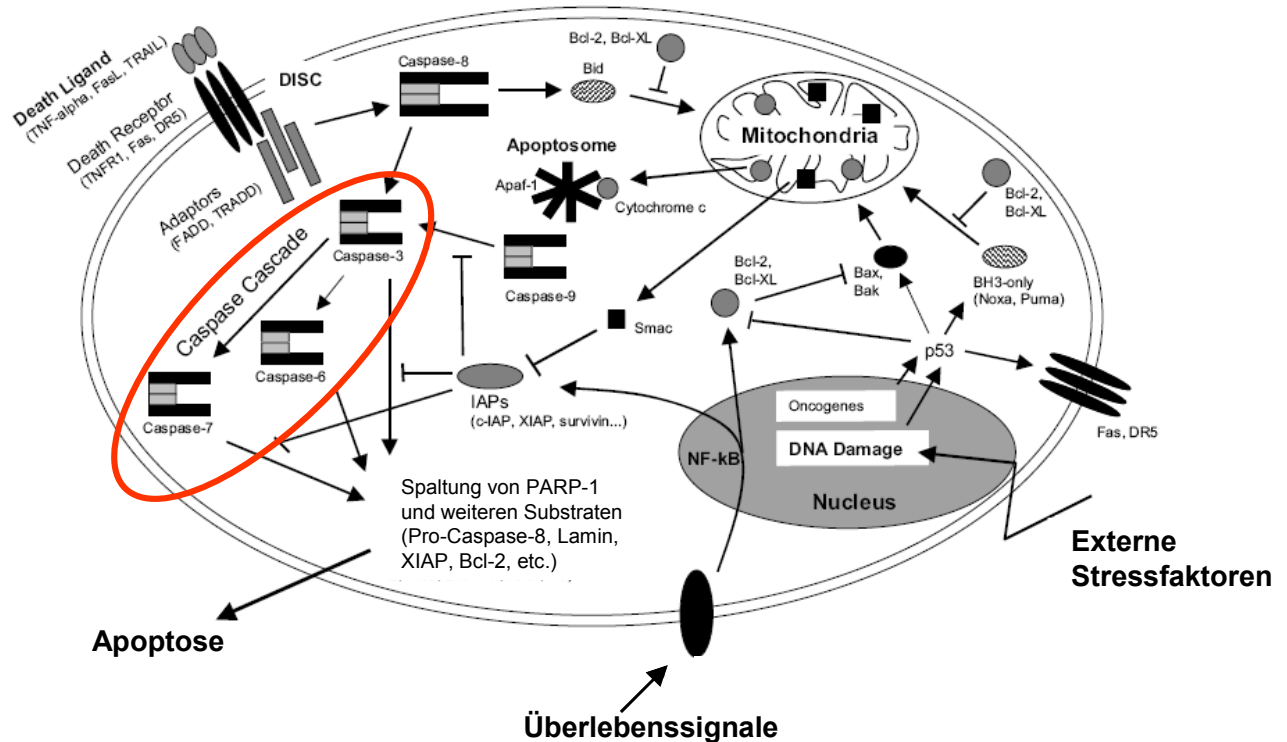 Death Ligand
(TNF-alpha, FasL, TRAIL)
Death Receptor
(TNFR1, Fas, DR5)
Adaptors
(FADD, TRADD)
DISC
Caspase-8
Bcl-2, Bcl-XL
Bid
Mitochondria
Apoptosome
Apaf-1
Cytochrome c
Bcl-2,
Bcl-XL
Caspase Cascade
Caspase-3
Caspase-9
Caspase-6
Caspase-7
Smac
Bcl-2,
Bcl-XL
Bax,
Bak
BH3-only
(Noxa, Puma)
p53
IAPs
(c-IAP, XIAP, survivin...)
Fas, DR5
Oncogenes
DNA Damage
NF-kB
Nucleus
Spaltung von PARP-1
und weiteren Substraten
(Pro-Caspase-8, Lamin,
XIAP, Bcl-2, etc.)
Externe
Stressfaktoren
Apoptose
Überlebenssignale